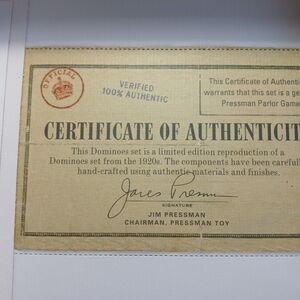 OFFICIAL
VERIFIED
100% AUTHENTIC
This Certificate of Authentic
warrants that this set is a ge
Pressman Parlor Game
CERTIFICATE OF AUTHENTICIT
This Dominoes set is a limited edition reproduction of a
Dominoes set from the 1920s. The components have been careful
hand-crafted using authentic materials and finishes.
SIGNATURE
JIM PRESSMAN
CHAIRMAN, PRESSMAN TOY